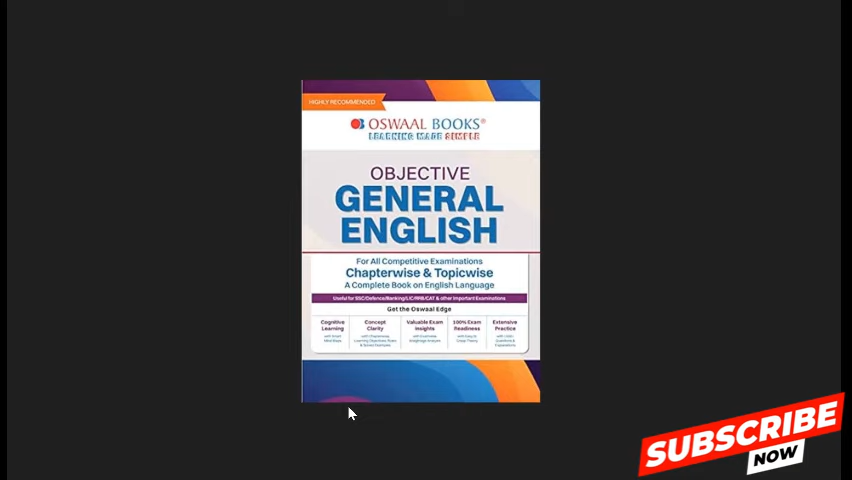 HIGHLY RECOMMENDED
OSWAAL BOOKS®
LEARNING MADE SIMPLE
OBJECTIVE
GENERAL
ENGLISH
For All Competitive Examinations
Chapterwise & Topicwise
A Complete Book on English Language
Useful for SSC/Defence/Banking/LIC/RRB/CAT & other Important Examinations
Get the Oswaal Edge
Cognitive Learning
Concept Clarity
Valuable Exam Insights
100% Exam Readiness
Extensive Practice
SUBSCRIBE
NOW